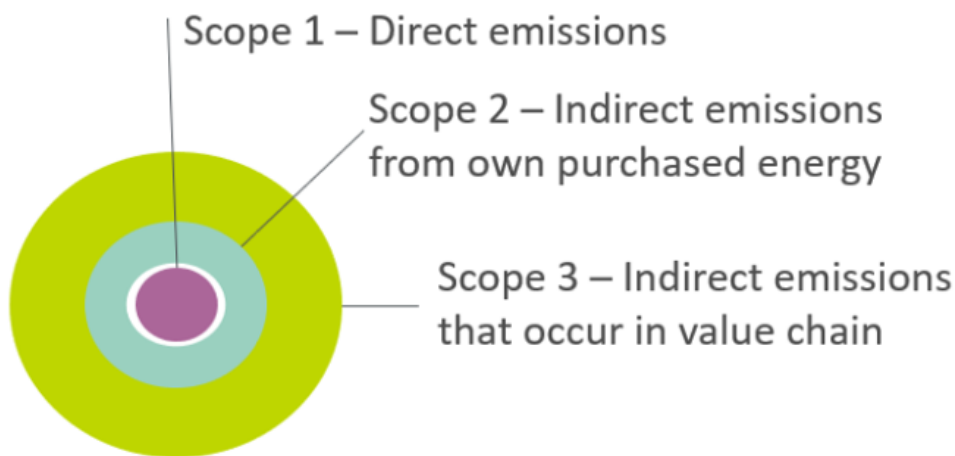 Scope 1 – Direct emissions
Scope 2 – Indirect emissions
from own purchased energy
Scope 3 – Indirect emissions
that occur in value chain